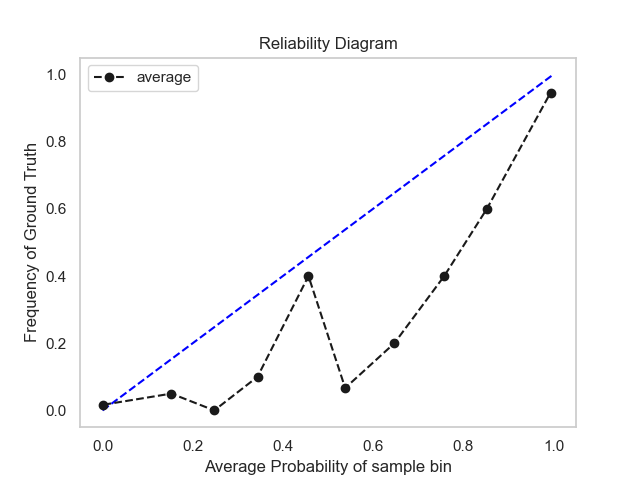 Reliability Diagram
average
Frequency of Ground Truth
1.0
0.8
0.6
0.4
0.2
0.0
0.0 0.2 0.4 0.6 0.8 1.0
Average Probability of sample bin